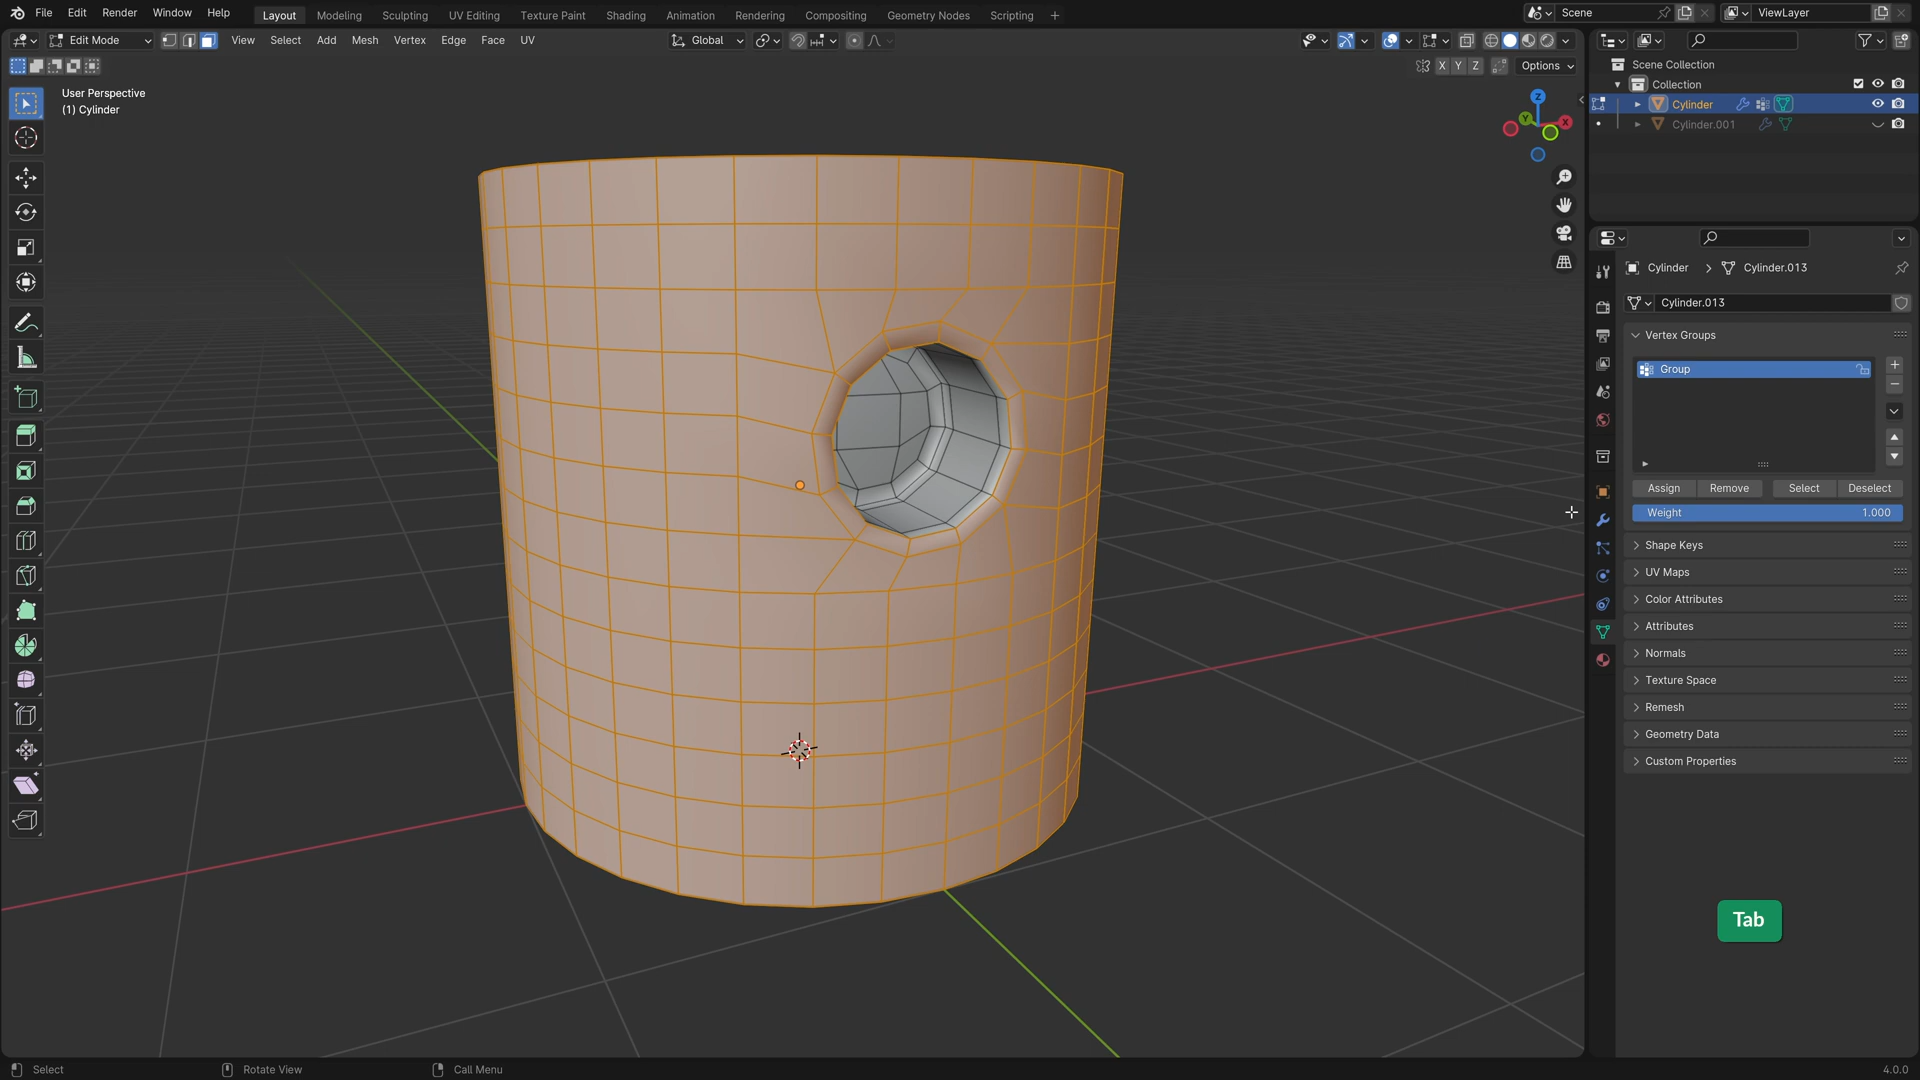 File Edit Render Window Help Layout Modeling Sculpting UV Editing Texture Paint Shading Animation Rendering Compositing Geometry Nodes Scripting + Scene ViewLayer
Edit Mode View Select Add Mesh Vertex Edge Face UV Global
X Y Z Options
User Perspective
(1) Cylinder
Z
Y X
Scene Collection
Collection
Cylinder
Cylinder.001
Cylinder > Cylinder.013
Cylinder.013
Vertex Groups
Group
Assign Remove Select Deselect
Weight 1.000
Shape Keys
UV Maps
Color Attributes
Attributes
Normals
Texture Space
Remesh
Geometry Data
Custom Properties
Tab
Select Rotate View Call Menu 4.0.0